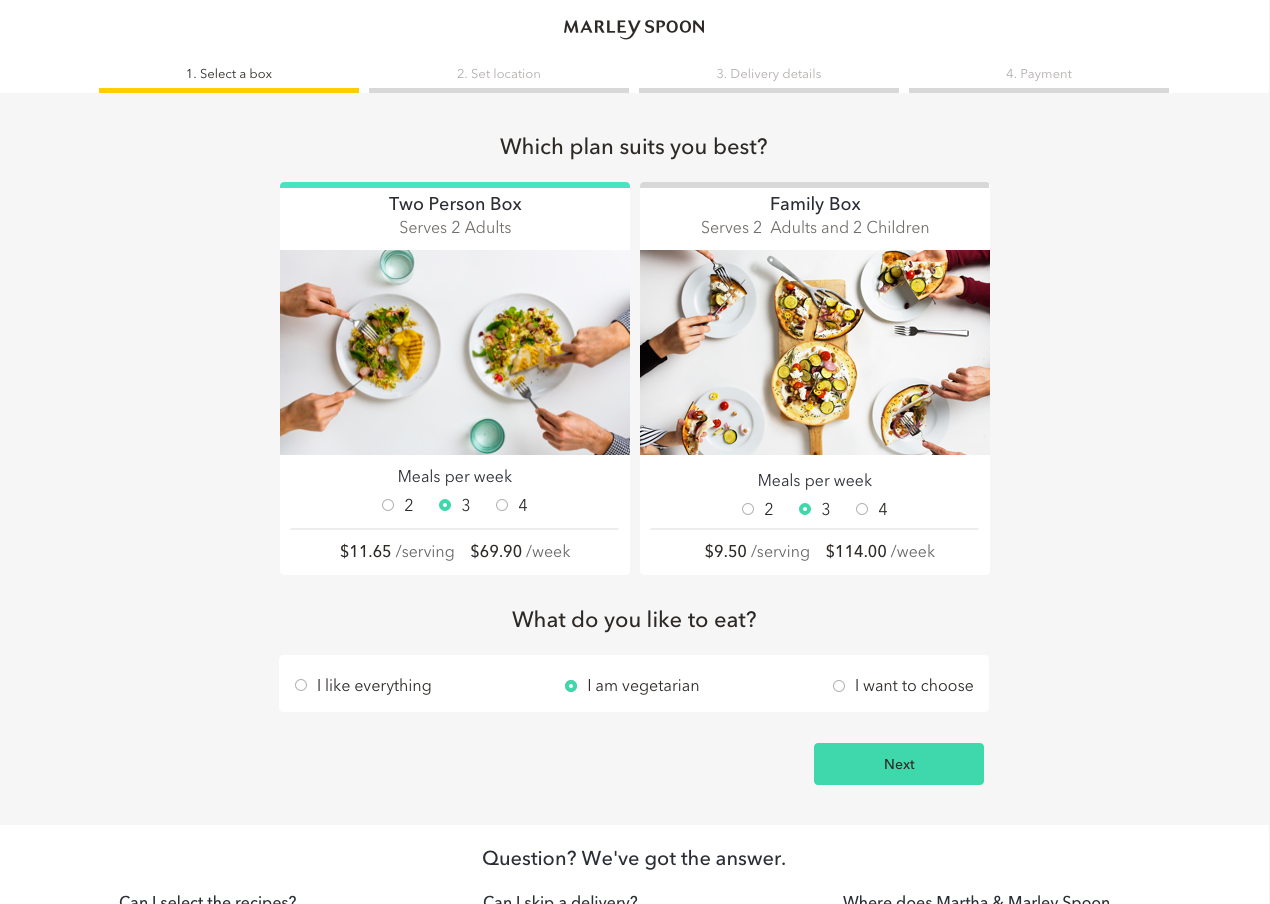 MARLEY SPOON
1. Select a box
2. Set location
3. Delivery details
4. Payment
Which plan suits you best?
Two Person Box
Serves 2 Adults
Family Box
Serves 2 Adults and 2 Children
Meals per week
2 3 4
$11.65 /serving $69.90 /week
Meals per week
2 3 4
$9.50 /serving $114.00 /week
What do you like to eat?
I like everything
I am vegetarian
I want to choose
Next
Question? We've got the answer.
Can I select the recipes?
Can I skip a delivery?
Where does Martha & Marley Spoon